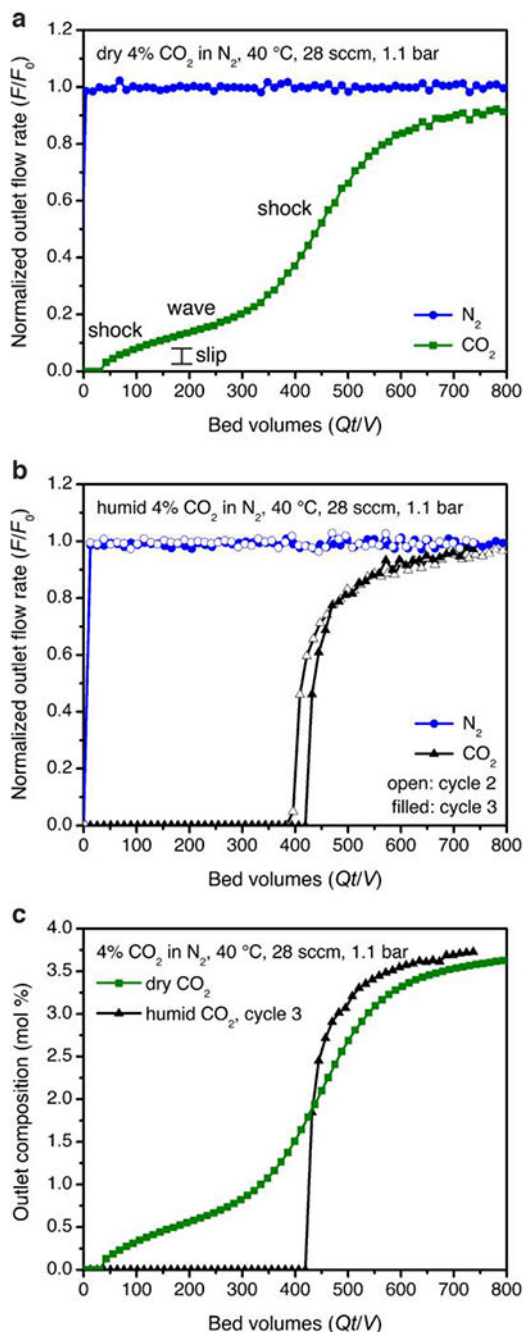 a
dry 4% CO₂ in N₂, 40 °C, 28 sccm, 1.1 bar
Normalized outlet flow rate (F/F₀)
1.2
1.0
0.8
0.6
0.4
0.2
0.0
shock
wave
shock
slip
N₂
CO₂
0 100 200 300 400 500 600 700 800
Bed volumes (Qt/V)
b
humid 4% CO₂ in N₂, 40 °C, 28 sccm, 1.1 bar
Normalized outlet flow rate (F/F₀)
1.2
1.0
0.8
0.6
0.4
0.2
0.0
N₂
CO₂
open: cycle 2
filled: cycle 3
0 100 200 300 400 500 600 700 800
Bed volumes (Qt/V)
c
4% CO₂ in N₂, 40 °C, 28 sccm, 1.1 bar
dry CO₂
humid CO₂, cycle 3
Outlet composition (mol %)
4.0
3.5
3.0
2.5
2.0
1.5
1.0
0.5
0.0
0 100 200 300 400 500 600 700 800
Bed volumes (Qt/V)